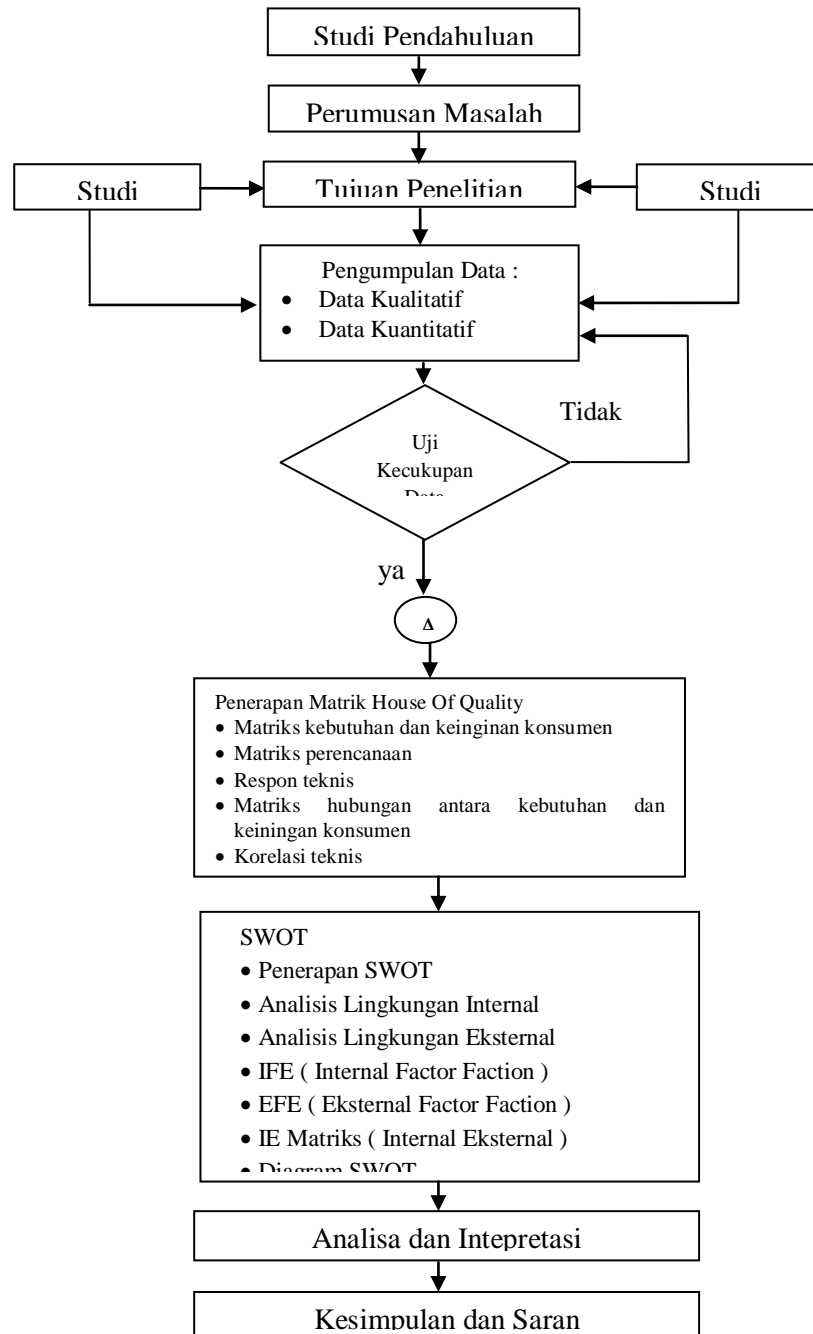 Studi Pendahuluan
Perumusan Masalah
Studi
Tujuan Penelitian
Studi
Pengumpulan Data :
• Data Kualitatif
• Data Kuantitatif
Tidak
Uji
Kecukupan
Data
ya
A
Penerapan Matrik House Of Quality
• Matriks kebutuhan dan keinginan konsumen
• Matriks perencanaan
• Respon teknis
• Matriks hubungan antara kebutuhan dan
keiningan konsumen
• Korelasi teknis
SWOT
• Penerapan SWOT
• Analisis Lingkungan Internal
• Analisis Lingkungan Eksternal
• IFE ( Internal Factor Faction )
• EFE ( Eksternal Factor Faction )
• IE Matriks ( Internal Eksternal )
• Diagram SWOT
Analisa dan Intepretasi
Kesimpulan dan Saran